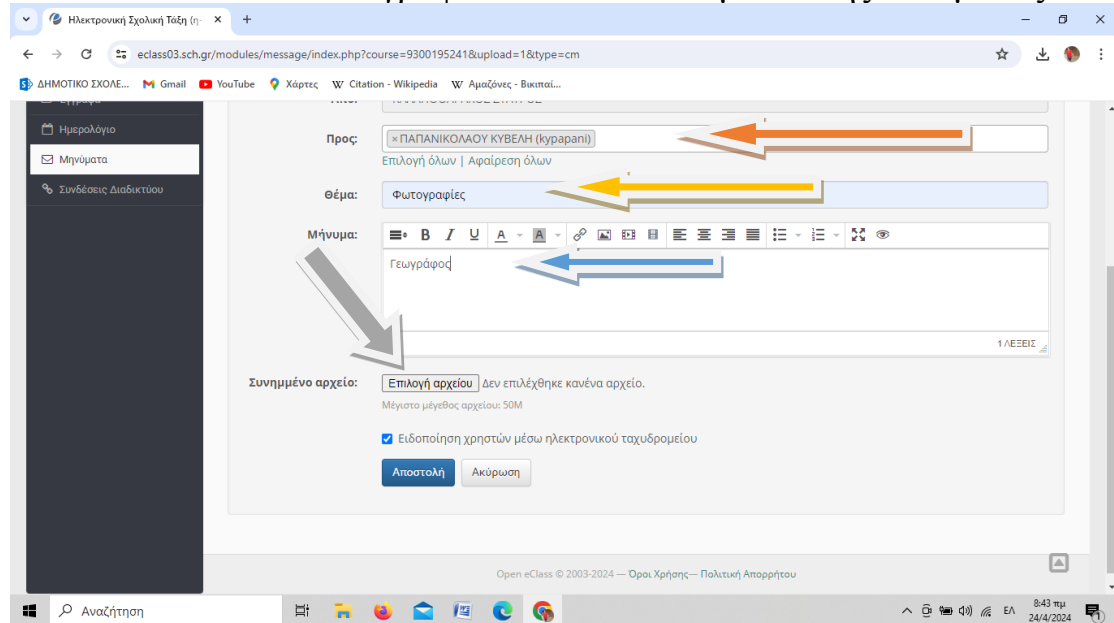 Ηλεκτρονική Σχολική Τάξη (η-
eclass03.sch.gr/modules/message/index.php?course=9300195241&upload=1&type=cm
ΔΗΜΟΤΙΚΟ ΣΧΟΛΕ... Gmail YouTube Χάρτες Citation - Wikipedia Αμαζόνες - Βικιπαί...
Ημερολόγιο
Μηνύματα
Συνδέσεις Διαδικτύου
Προς: × ΠΑΠΑΝΙΚΟΛΑΟΥ ΚΥΒΕΛΗ (kypapani)
Επιλογή όλων | Αφαίρεση όλων
Θέμα: Φωτογραφίες
Μήνυμα:
B I U A A
Γεωγράφος
1 ΛΕΞΕΙΣ
Συνημμένο αρχείο: Επιλογή αρχείου Δεν επιλέχθηκε κανένα αρχείο.
Μέγιστο μέγεθος αρχείου: 50M
Ειδοποίηση χρηστών μέσω ηλεκτρονικού ταχυδρομείου
Αποστολή Ακύρωση
Open eClass © 2003-2024 — Όροι Χρήσης— Πολιτική Απορρήτου
Αναζήτηση
ΕΛ
8:43 πμ
24/4/2024
1